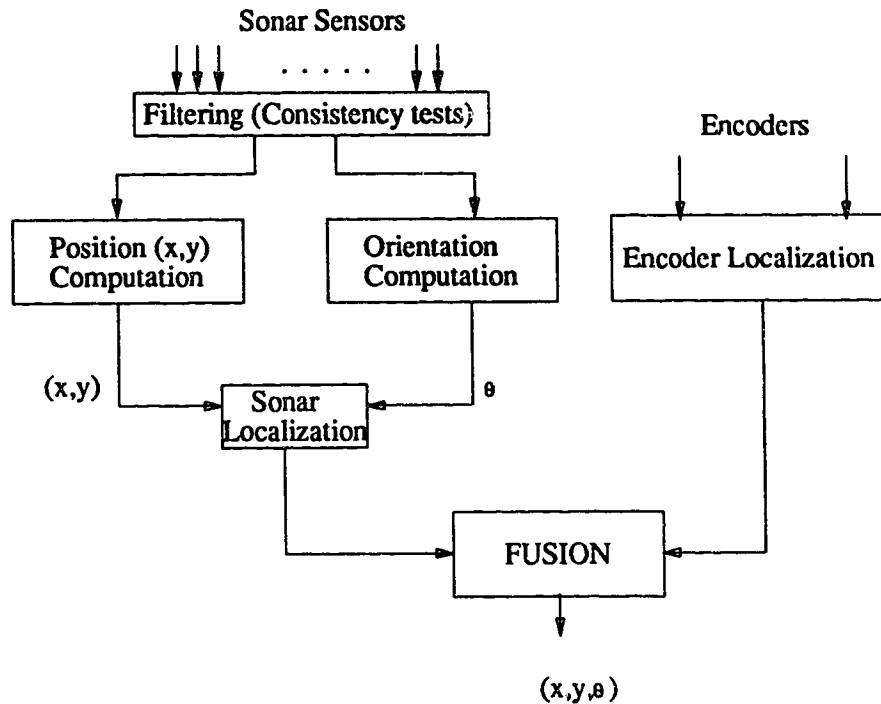 Sonar Sensors
. . . . .
Filtering (Consistency tests)
Encoders
Position (x,y)
Computation
Orientation
Computation
Encoder Localization
(x,y)
θ
Sonar
Localization
FUSION
(x,y,θ)